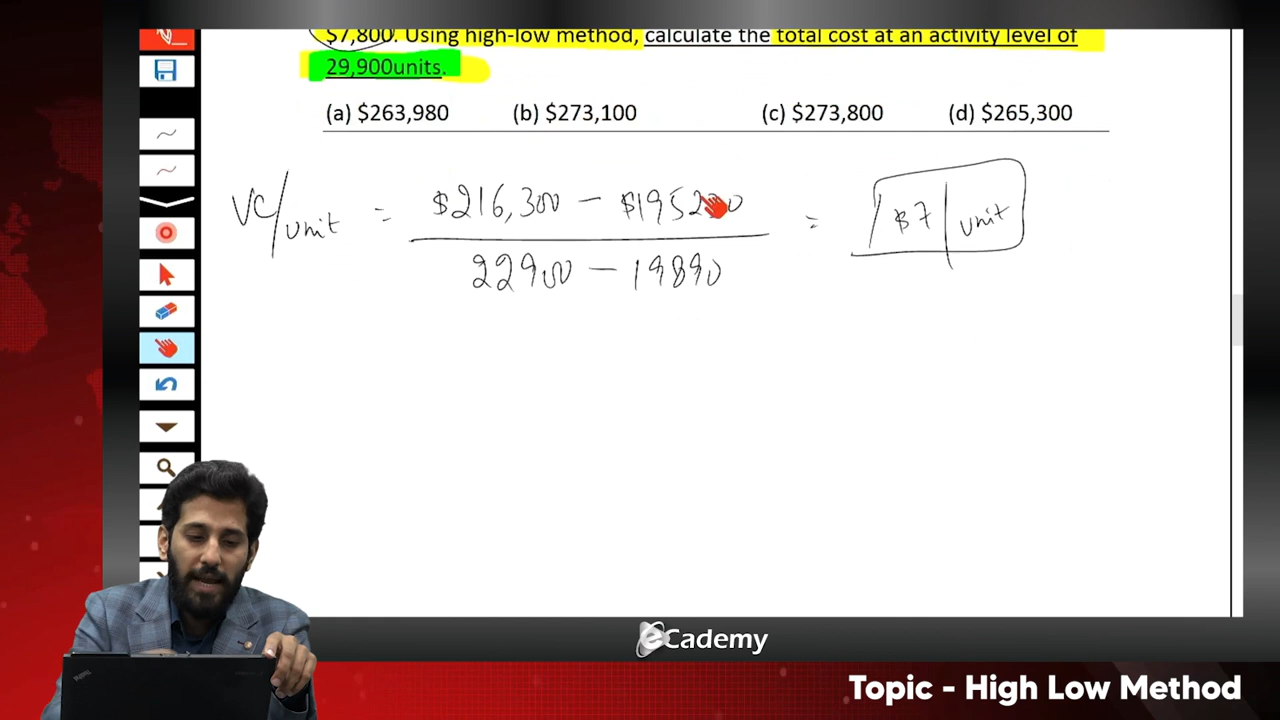 $7,800. Using high-low method, calculate the total cost at an activity level of
29,900units.
(a) $263,980 (b) $273,100 (c) $273,800 (d) $265,300
VC/unit = $216,300 - $1952 0 = $7/unit
22900 - 19890
eCademy
Topic - High Low Method